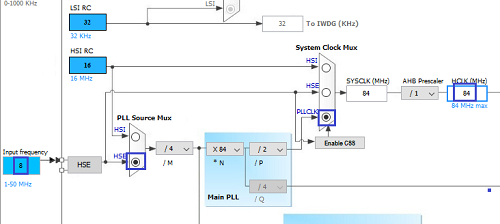 0-1000 KHz
LSI RC
32
32 KHz
LSI
32
To IWDG (KHz)
HSI RC
16
16 MHz
System Clock Mux
HSI
HSE
PLLCLK
SYSCLK (MHz)
84
AHB Prescaler
/ 1
HCLK (MHz)
84
84 MHz max
Enable CSS
PLL Source Mux
HSI
HSE
/ 4
/ M
Input frequency
8
1-50 MHz
HSE
X 84
* N
/ 2
/ P
/ 4
/ Q
Main PLL